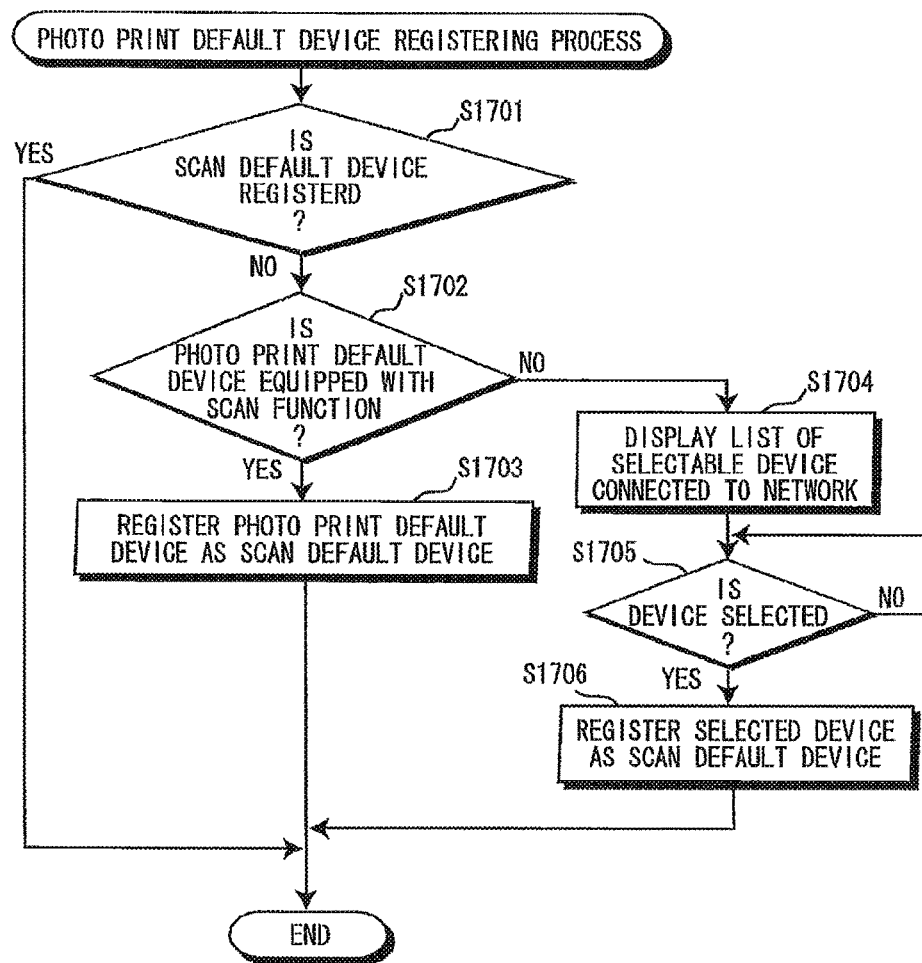 PHOTO PRINT DEFAULT DEVICE REGISTERING PROCESS
S1701
IS
SCAN DEFAULT DEVICE
REGISTERD
?
YES
NO
S1702
IS
PHOTO PRINT DEFAULT
DEVICE EQUIPPED WITH
SCAN FUNCTION
?
NO
YES
S1703
REGISTER PHOTO PRINT DEFAULT
DEVICE AS SCAN DEFAULT DEVICE
S1704
DISPLAY LIST OF
SELECTABLE DEVICE
CONNECTED TO NETWORK
S1705
IS
DEVICE SELECTED
?
NO
YES
S1706
REGISTER SELECTED DEVICE
AS SCAN DEFAULT DEVICE
END